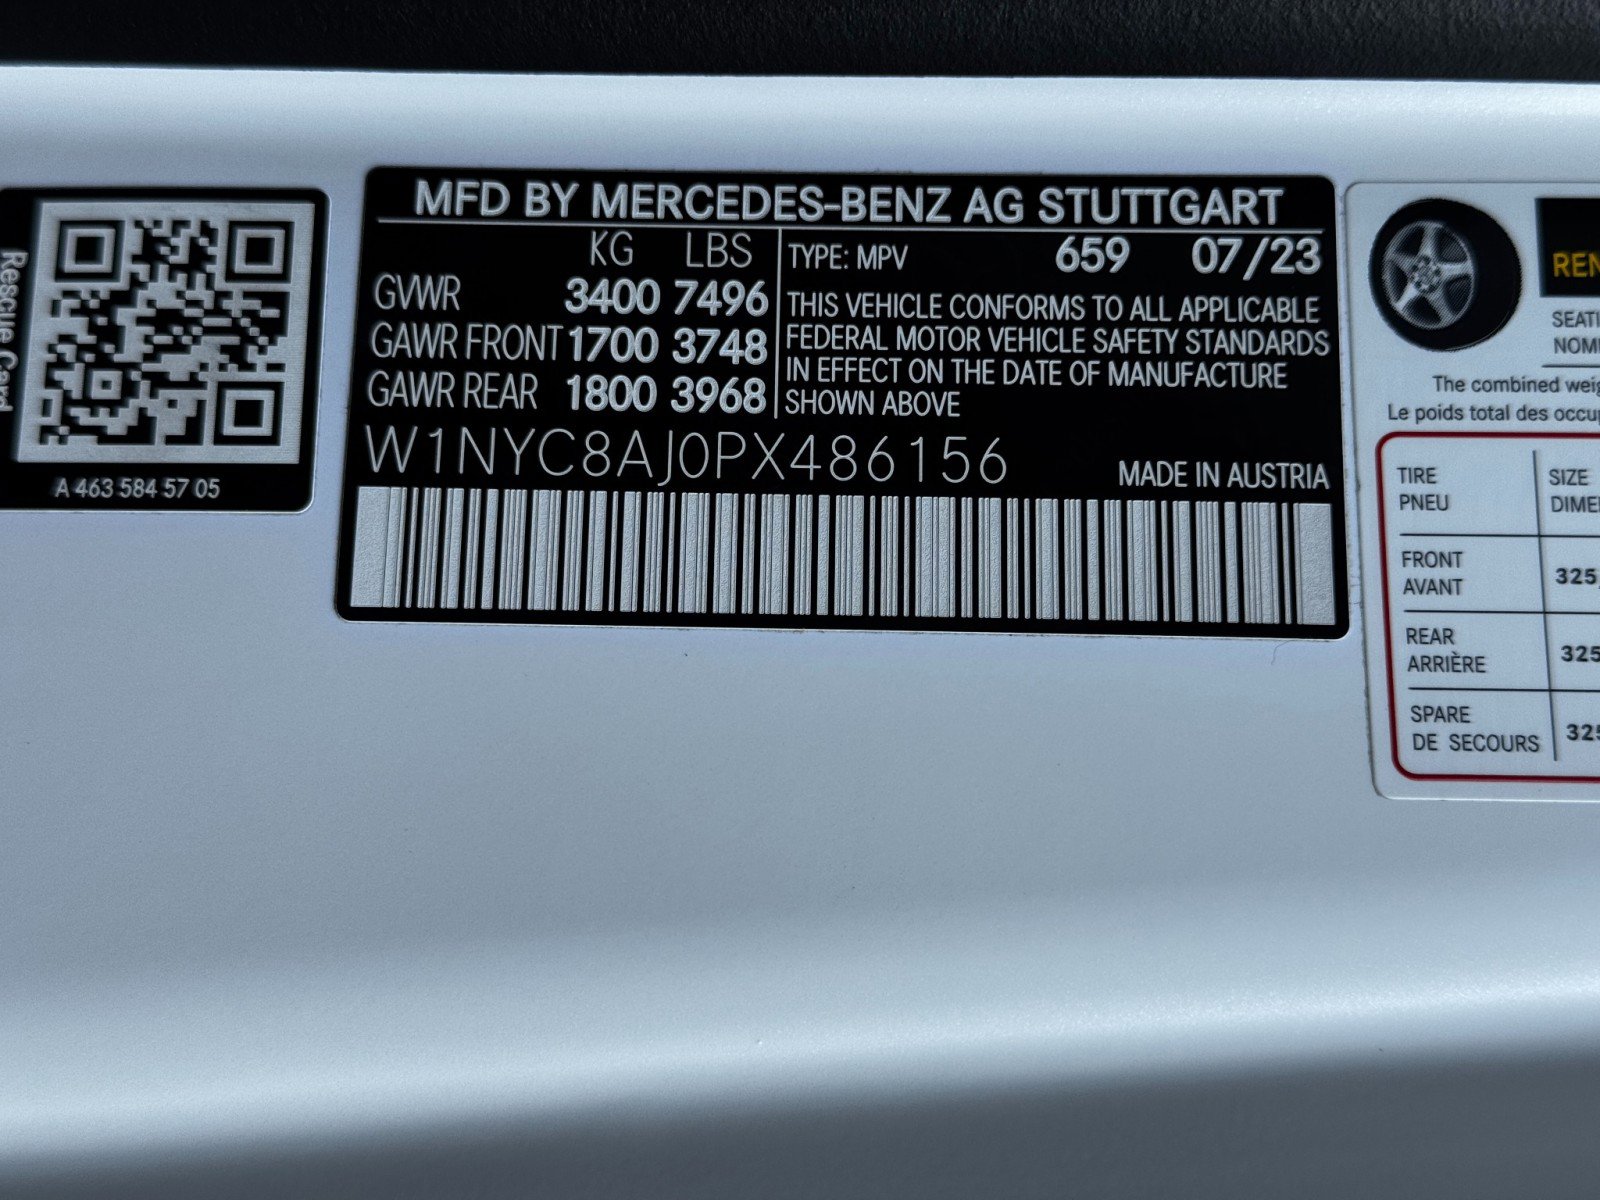 Rescue Card
A 463 584 57 05
MFD BY MERCEDES-BENZ AG STUTTGART
KG LBS
GVWR 3400 7496
GAWR FRONT 1700 3748
GAWR REAR 1800 3968
TYPE: MPV 659 07/23
THIS VEHICLE CONFORMS TO ALL APPLICABLE
FEDERAL MOTOR VEHICLE SAFETY STANDARDS
IN EFFECT ON THE DATE OF MANUFACTURE
SHOWN ABOVE
W1NYC8AJ0PX486156
MADE IN AUSTRIA
The combined
Le poids total des
TIRE SIZE
PNEU
FRONT 325
AVANT
REAR 325
ARRIÈRE
SPARE
DE SECOURS